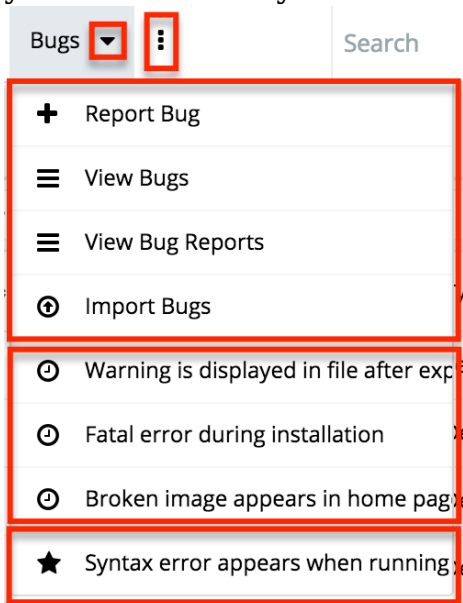 Bugs
Search
Report Bug
View Bugs
View Bug Reports
Import Bugs
Warning is displayed in file after exp
Fatal error during installation
Broken image appears in home pag
Syntax error appears when running